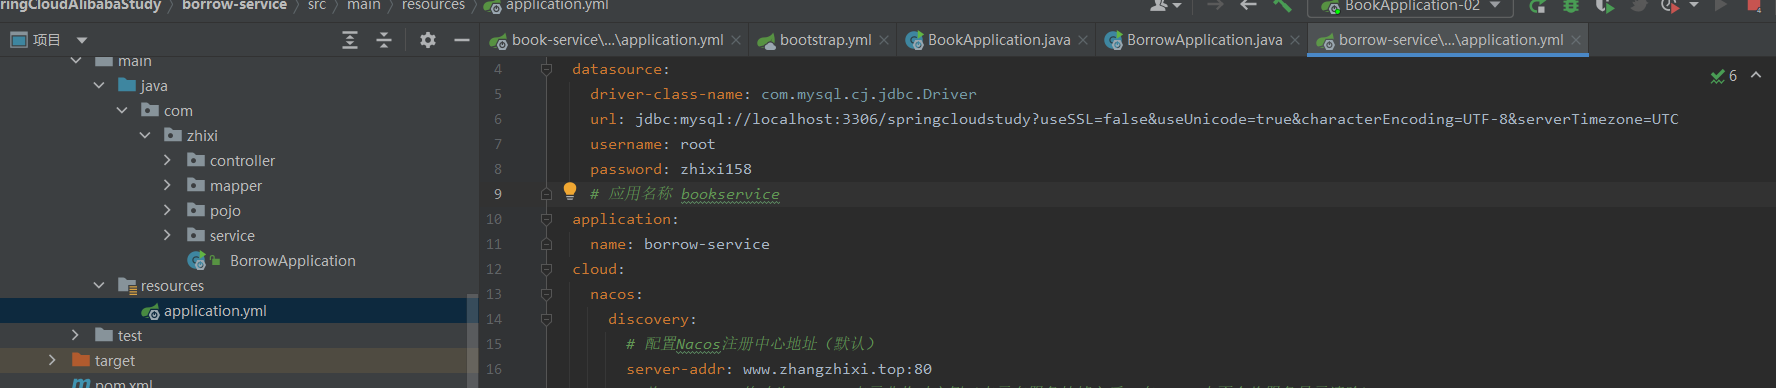 ringCloudAlibabaStudy > borrow-service > src > main > resources > application.yml
BookApplication-02
项目
book-service\...\application.yml
bootstrap.yml
BookApplication.java
BorrowApplication.java
borrow-service\...\application.yml
main
java
com
zhixi
controller
mapper
pojo
service
BorrowApplication
resources
application.yml
test
target
pom.xml
6
4 datasource:
5 driver-class-name: com.mysql.cj.jdbc.Driver
6 url: jdbc:mysql://localhost:3306/springcloudstudy?useSSL=false&useUnicode=true&characterEncoding=UTF-8&serverTimezone=UTC
7 username: root
8 password: zhixi158
9 # 应用名称 bookservice
10 application:
11 name: borrow-service
12 cloud:
13 nacos:
14 discovery:
15 # 配置Nacos注册中心地址（默认）
16 server-addr: www.zhangzhixi.top:80